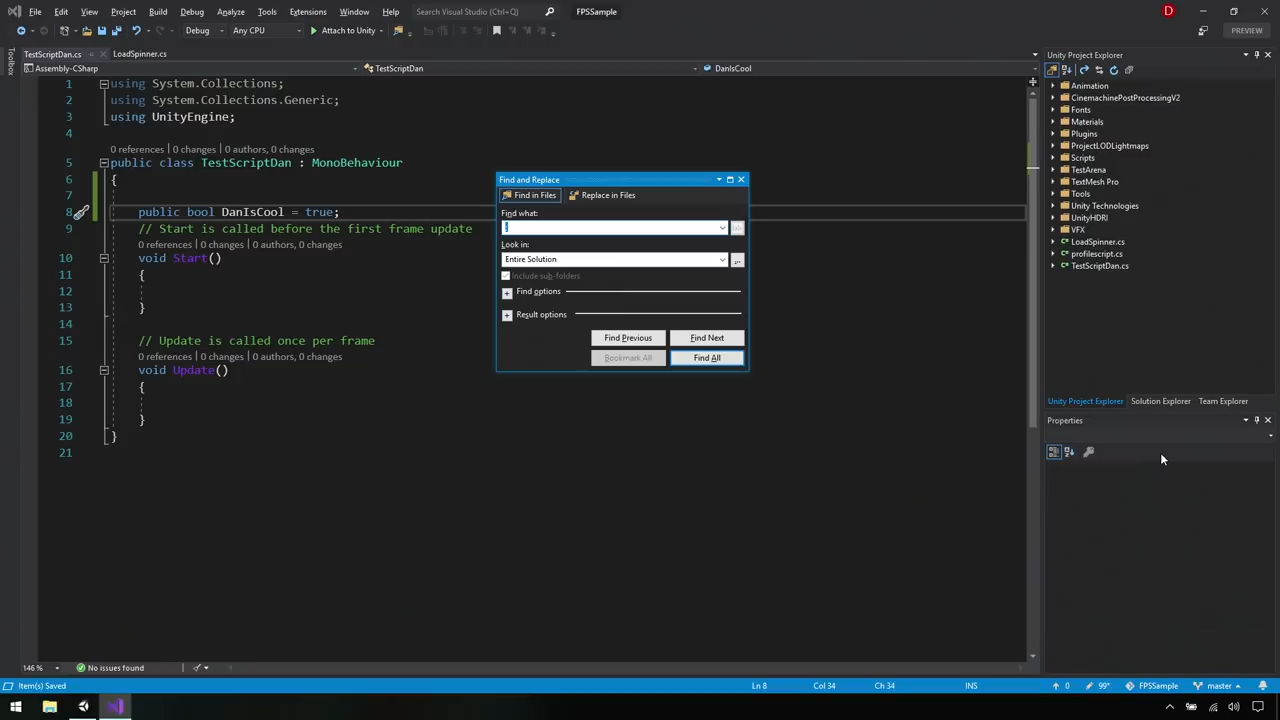 File Edit View Project Build Debug Analyze Tools Extensions Window Help Search Visual Studio (Ctrl+Q) FPSSample D
Debug Any CPU Attach to Unity PREVIEW
Toolbox
TestScriptDan.cs LoadSpinner.cs
Assembly-CSharp TestScriptDan DanIsCool
1 using System.Collections;
2 using System.Collections.Generic;
3 using UnityEngine;
4
0 references | 0 changes | 0 authors, 0 changes
5 public class TestScriptDan : MonoBehaviour
6 {
7
8 public bool DanIsCool = true;
9 // Start is called before the first frame update
0 references | 0 changes | 0 authors, 0 changes
10 void Start()
11 {
12
13 }
14
15 // Update is called once per frame
0 references | 0 changes | 0 authors, 0 changes
16 void Update()
17 {
18
19 }
20 }
21
Find and Replace
Find in Files Replace in Files
Find what:
Look in:
Entire Solution
...
Include sub-folders
Find options
Result options
Find Previous Find Next
Bookmark All Find All
Unity Project Explorer
Animation
CinemachinePostProcessingV2
Fonts
Materials
Plugins
ProjectLODLightmaps
Scripts
TestArena
TextMesh Pro
Tools
Unity Technologies
UnityHDRI
VFX
LoadSpinner.cs
profilescript.cs
TestScriptDan.cs
Unity Project Explorer Solution Explorer Team Explorer
Properties
146 % No issues found
Item(s) Saved Ln 8 Col 34 Ch 34 INS 0 99* FPSSample master